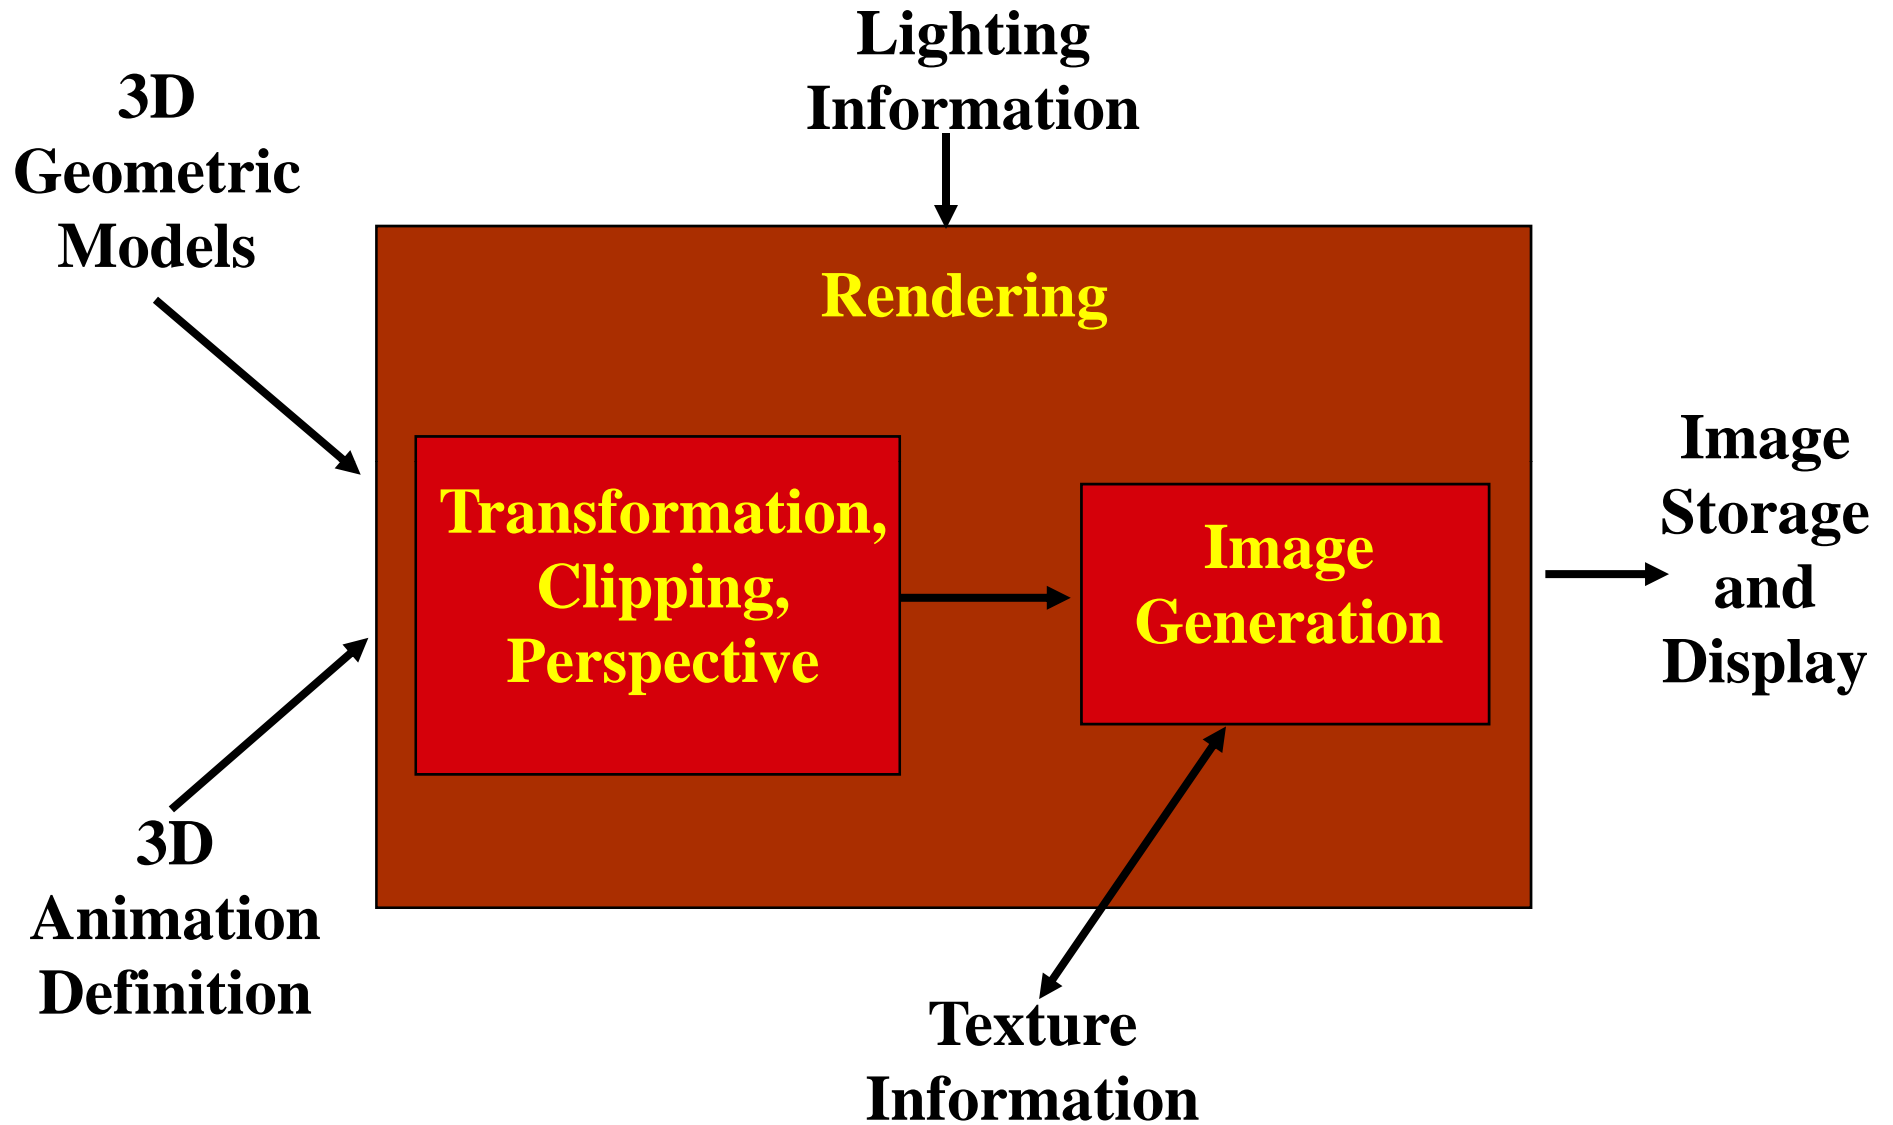 Lighting
Information
3D
Geometric
Models
Rendering
Transformation,
Clipping,
Perspective
Image
Generation
Image
Storage
and
Display
3D
Animation
Definition
Texture
Information